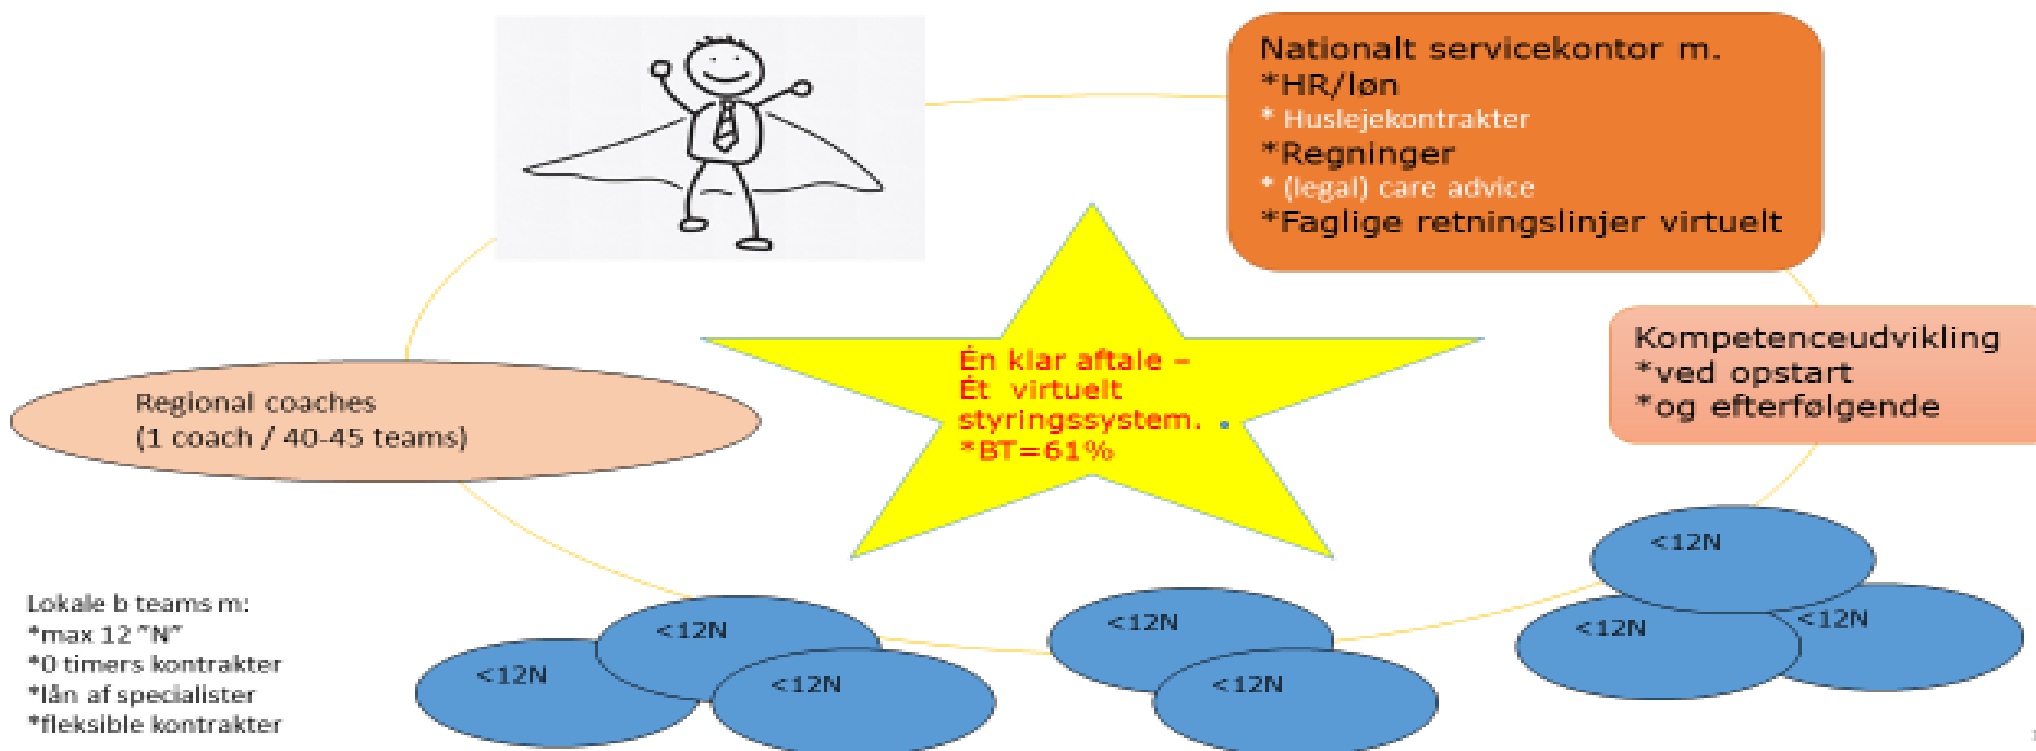 Nationalt servicekontor m.
*HR/løn
* Huslejekontrakter
*Regninger
* (legal) care advice
*Faglige retningslinjer virtuelt
Kompetenceudvikling
*ved opstart
*og efterfølgende
Én klar aftale –
Ét virtuelt
styringssystem.
*BT=61%
Regional coaches
(1 coach / 40-45 teams)
Lokale b teams m:
*max 12 ”N”
*0 timers kontrakter
*lån af specialister
*fleksible kontrakter
<12N
<12N
<12N
<12N
<12N
<12N
<12N
<12N